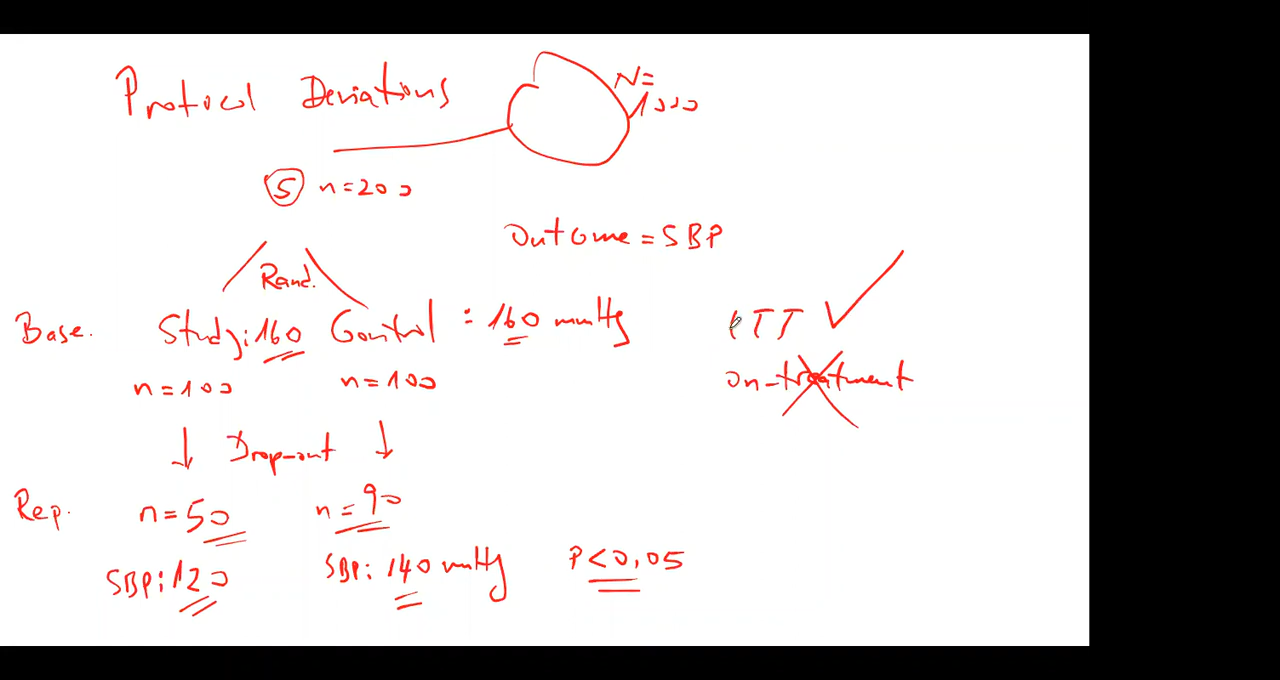 Protocol Deviations
N=
1000
S n=200
Outcome = SBP
Rand.
Base. Study: 160 Control = 160 mmHg
ITT
n=100 n=100
on-treatment
Drop-out
Rep. n=50 n=90
SBP: 120 SBP: 140 mmHg P<0,05